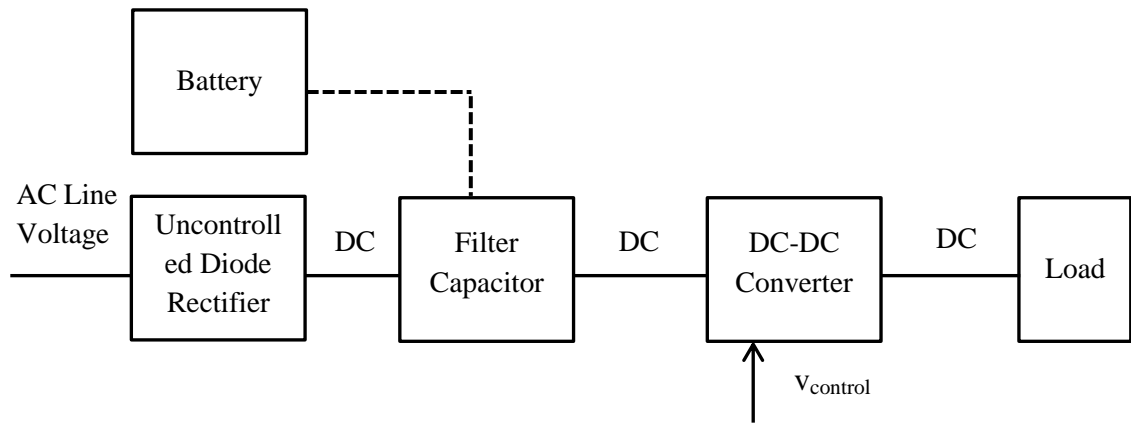 Battery
AC Line
Voltage
Uncontroll
ed Diode
Rectifier
DC
Filter
Capacitor
DC
DC-DC
Converter
DC
Load
vcontrol